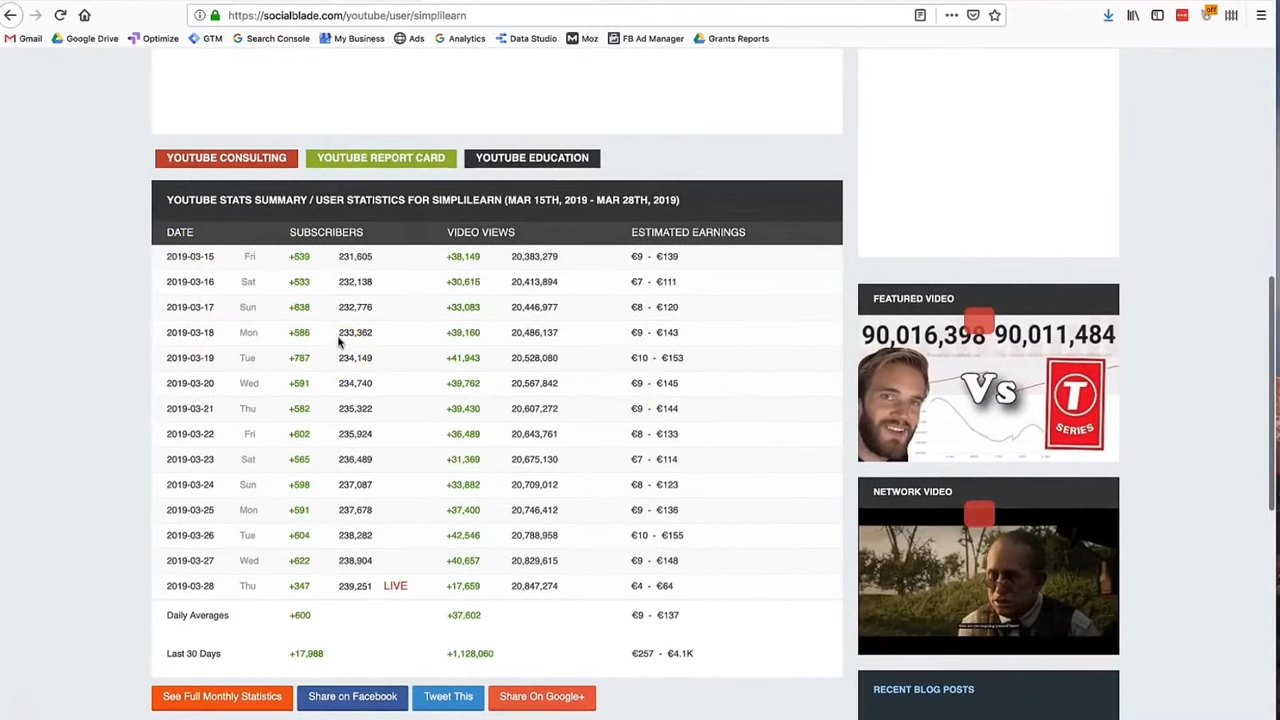 https://socialblade.com/youtube/user/simplilearn
Gmail Google Drive Optimize GTM Search Console My Business Ads Analytics Data Studio Moz FB Ad Manager Grants Reports
off
YOUTUBE CONSULTING YOUTUBE REPORT CARD YOUTUBE EDUCATION
YOUTUBE STATS SUMMARY / USER STATISTICS FOR SIMPLILEARN (MAR 15TH, 2019 - MAR 28TH, 2019)
DATE SUBSCRIBERS VIDEO VIEWS ESTIMATED EARNINGS
2019-03-15 Fri +539 231,605 +38,149 20,383,279 €9 - €139
2019-03-16 Sat +533 232,138 +30,615 20,413,894 €7 - €111
2019-03-17 Sun +638 232,776 +33,083 20,446,977 €8 - €120
2019-03-18 Mon +586 233,362 +39,160 20,486,137 €9 - €143
2019-03-19 Tue +787 234,149 +41,943 20,528,080 €10 - €153
2019-03-20 Wed +591 234,740 +39,762 20,567,842 €9 - €145
2019-03-21 Thu +582 235,322 +39,430 20,607,272 €9 - €144
2019-03-22 Fri +602 235,924 +36,489 20,643,761 €8 - €133
2019-03-23 Sat +565 236,489 +31,369 20,675,130 €7 - €114
2019-03-24 Sun +598 237,087 +33,882 20,709,012 €8 - €123
2019-03-25 Mon +591 237,678 +37,400 20,746,412 €9 - €136
2019-03-26 Tue +604 238,282 +42,546 20,788,958 €10 - €155
2019-03-27 Wed +622 238,904 +40,657 20,829,615 €9 - €148
2019-03-28 Thu +347 239,251 LIVE +17,659 20,847,274 €4 - €64
Daily Averages +600 +37,602 €9 - €137
Last 30 Days +17,988 +1,128,060 €257 - €4.1K
See Full Monthly Statistics Share on Facebook Tweet This Share On Google+
FEATURED VIDEO
90,016,398 90,011,484
Vs
T
SERIES
NETWORK VIDEO
RECENT BLOG POSTS